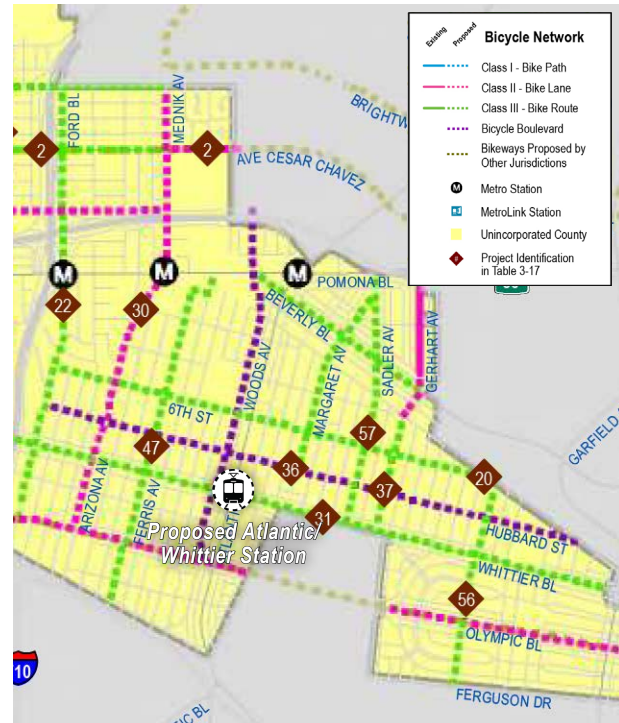 Existing
Proposed
Bicycle Network
Class I - Bike Path
Class II - Bike Lane
Class III - Bike Route
Bicycle Boulevard
Bikeways Proposed by
Other Jurisdictions
M
Metro Station
MetroLink Station
Unincorporated County
#
Project Identification
in Table 3-17
FORD BL
MEDNIK AV
BRIGHTW
2
2
AVE CESAR CHAVEZ
M
M
M
POMONA BL
22
30
BEVERLY BL
WOODS AV
MARGARET AV
SADLER AV
GERHART AV
GARFIELD
6TH ST
57
47
36
37
20
ARIZONA AV
FERRIS AV
31
Proposed Atlantic/
Whittier Station
HUBBARD ST
WHITTIER BL
56
OLYMPIC BL
10
FERGUSON DR
TIC BL